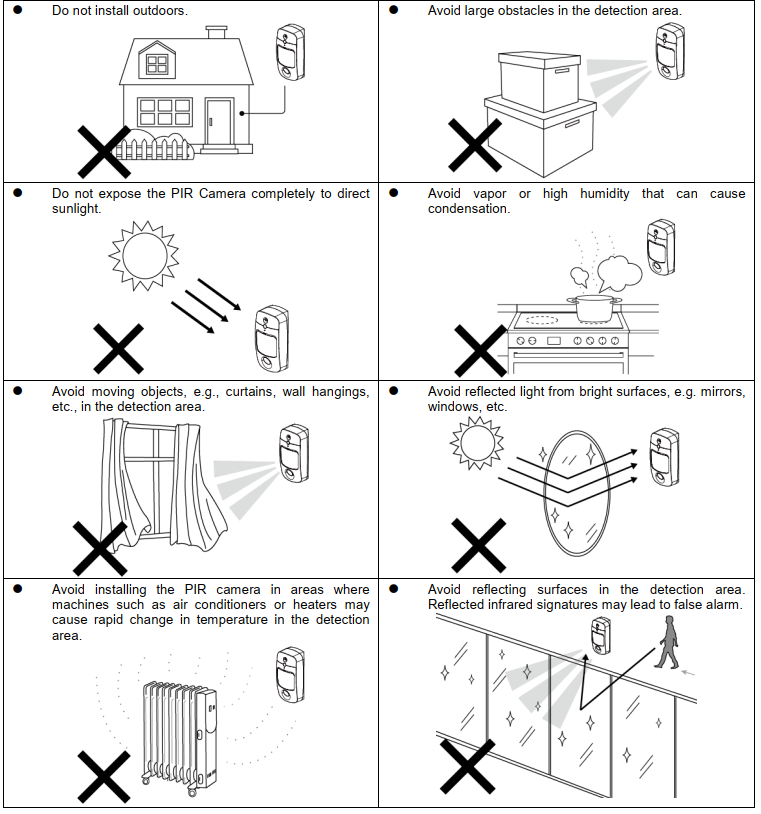 ● Do not install outdoors.
● Avoid large obstacles in the detection area.
● Do not expose the PIR Camera completely to direct
sunlight.
● Avoid vapor or high humidity that can cause
condensation.
● Avoid moving objects, e.g., curtains, wall hangings,
etc., in the detection area.
● Avoid reflected light from bright surfaces, e.g. mirrors,
windows, etc.
● Avoid installing the PIR camera in areas where
machines such as air conditioners or heaters may
cause rapid change in temperature in the detection
area.
● Avoid reflecting surfaces in the detection area.
Reflected infrared signatures may lead to false alarm.